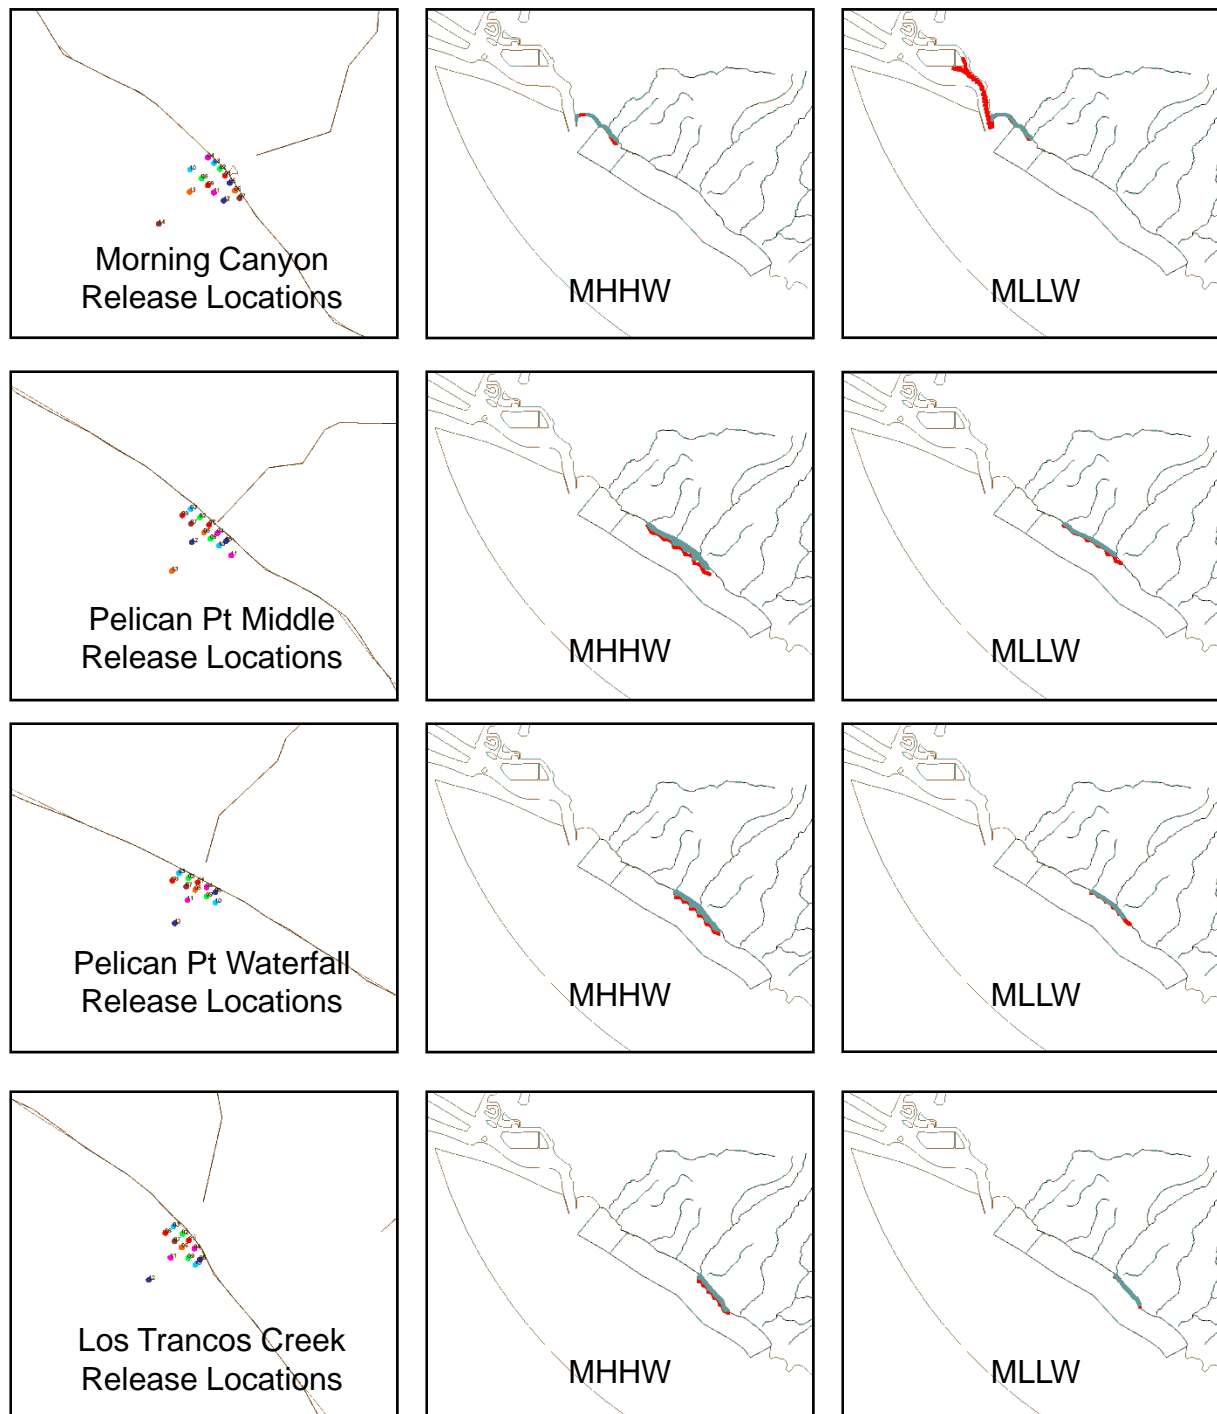 Morning Canyon
Release Locations
MHHW
MLLW
Pelican Pt Middle
Release Locations
MHHW
MLLW
Pelican Pt Waterfall
Release Locations
MHHW
MLLW
Los Trancos Creek
Release Locations
MHHW
MLLW